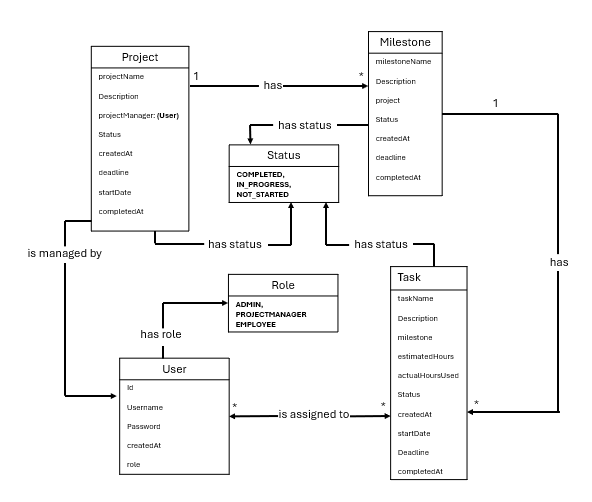 Project
projectName
Description
projectManager: (User)
Status
createdAt
deadline
startDate
completedAt
1
has
*
Milestone
milestoneName
Description
project
Status
createdAt
deadline
completedAt
1
has
*
has status
Status
COMPLETED,
IN_PROGRESS,
NOT_STARTED
has status
has status
is managed by
Role
ADMIN,
PROJECTMANAGER
EMPLOYEE
has role
User
Id
Username
Password
createdAt
role
*
is assigned to
*
Task
taskName
Description
milestone
estimatedHours
actualHoursUsed
Status
createdAt
startDate
Deadline
completedAt